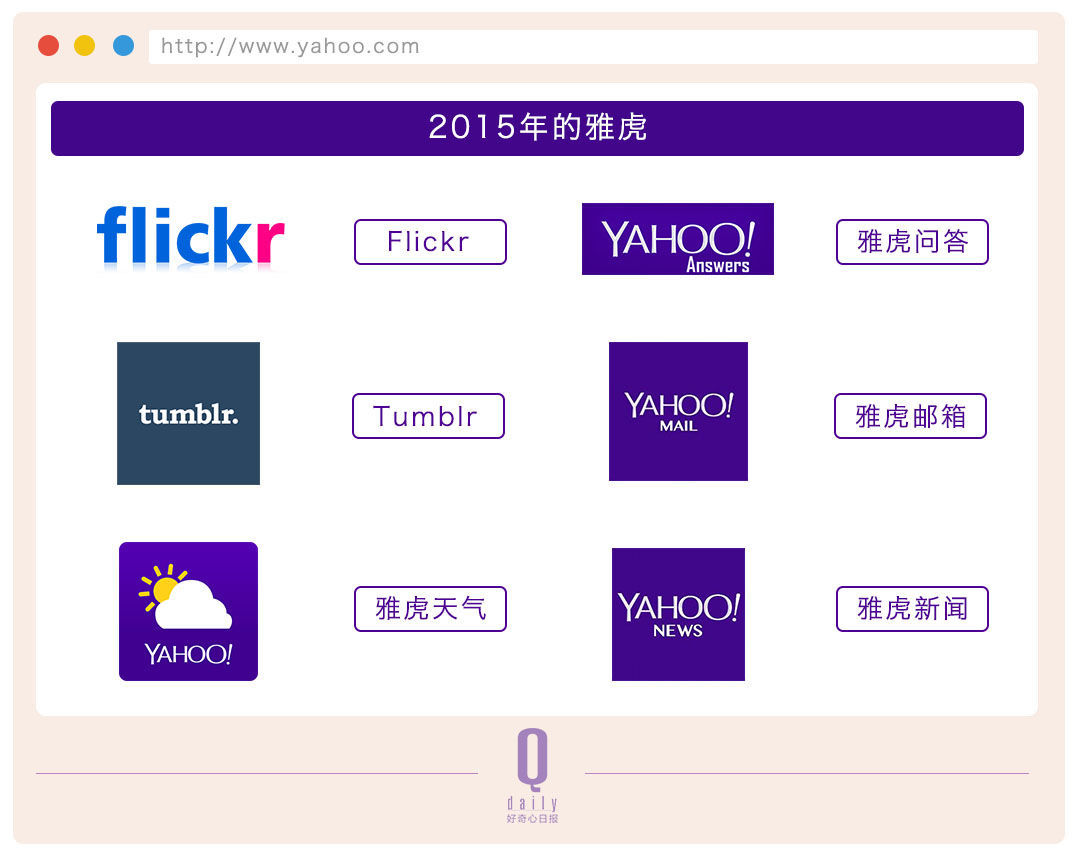 http://www.yahoo.com
2015年的雅虎
flickr
Flickr
YAHOO!
Answers
雅虎问答
tumblr.
Tumblr
YAHOO!
MAIL
雅虎邮箱
YAHOO!
雅虎天气
YAHOO!
NEWS
雅虎新闻
Q
daily
好奇心日报